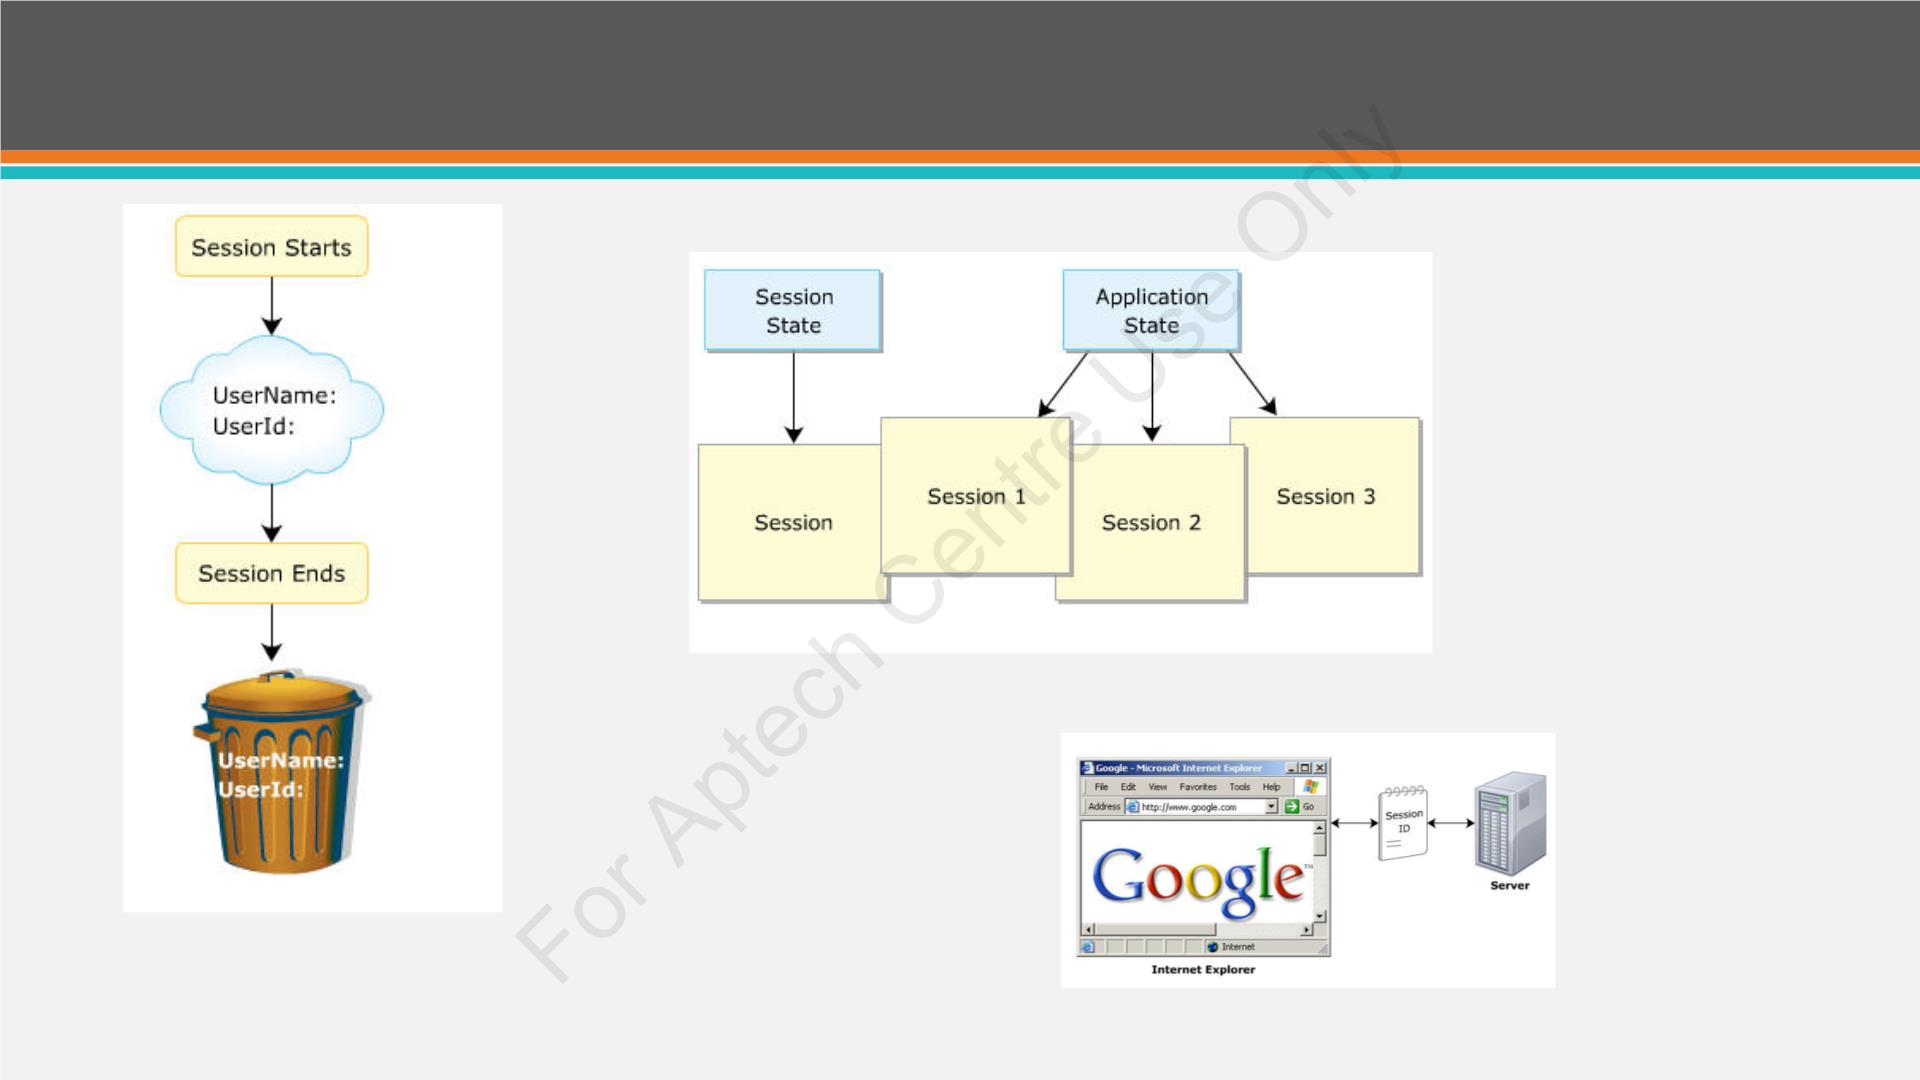 Session Starts
UserName:
UserId:
Session Ends
UserName:
UserId:
Session
State
Application
State
Session
Session 1
Session 2
Session 3
Google - Microsoft Internet Explorer
File Edit View Favorites Tools Help
Address http://www.google.com Go
Google™
Internet
Internet Explorer
Session
ID
Server
For Aptech Centre Use Only